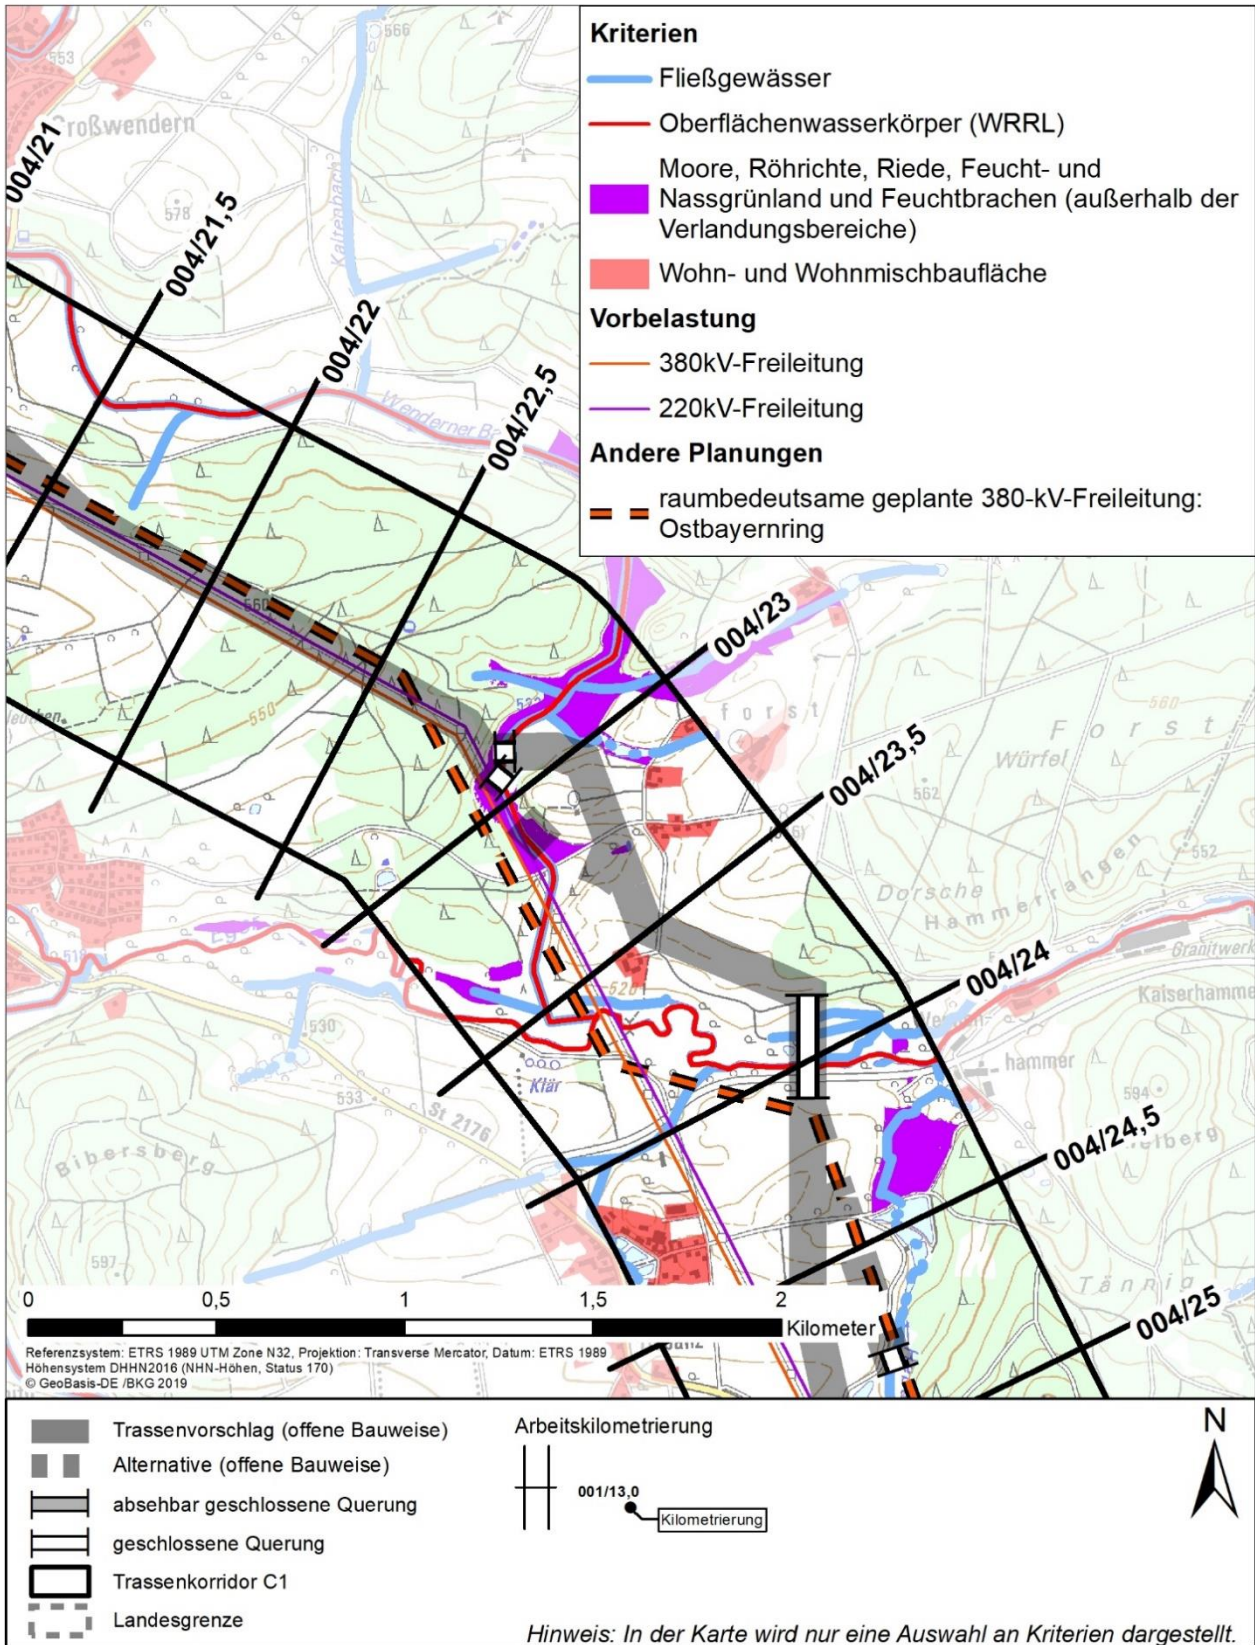 Kriterien
Fließgewässer
Oberflächenwasserkörper (WRRL)
Moore, Röhrichte, Riede, Feucht- und
Nassgrünland und Feuchtbrachen (außerhalb der
Verlandungsbereiche)
Wohn- und Wohnmischbaufläche
Vorbelastung
380kV-Freileitung
220kV-Freileitung
Andere Planungen
raumbedeutsame geplante 380-kV-Freileitung:
Ostbayernring
553
566
004/21
Großwendern
578
Kaltenbach
004/21,5
004/22
004/22,5
Wenderner
560
550
004/23
forst
560
Forst
Würfel
004/23,5
562
552
Dorsche
Hammerrangen
518
520
Granitwerk
004/24
Kaiserhamme
530
hammer
Klär
533
St 2176
594
Bibersberg
004/24,5
597
Tännig
004/25
0
0,5
1
1,5
2
Kilometer
Referenzsystem: ETRS 1989 UTM Zone N32, Projektion: Transverse Mercator, Datum: ETRS 1989
Höhensystem DHHN2016 (NHN-Höhen, Status 170)
© GeoBasis-DE /BKG 2019
Trassenvorschlag (offene Bauweise)
Alternative (offene Bauweise)
absehbar geschlossene Querung
geschlossene Querung
Trassenkorridor C1
Landesgrenze
Arbeitskilometrierung
001/13,0
Kilometrierung
N
Hinweis: In der Karte wird nur eine Auswahl an Kriterien dargestellt.